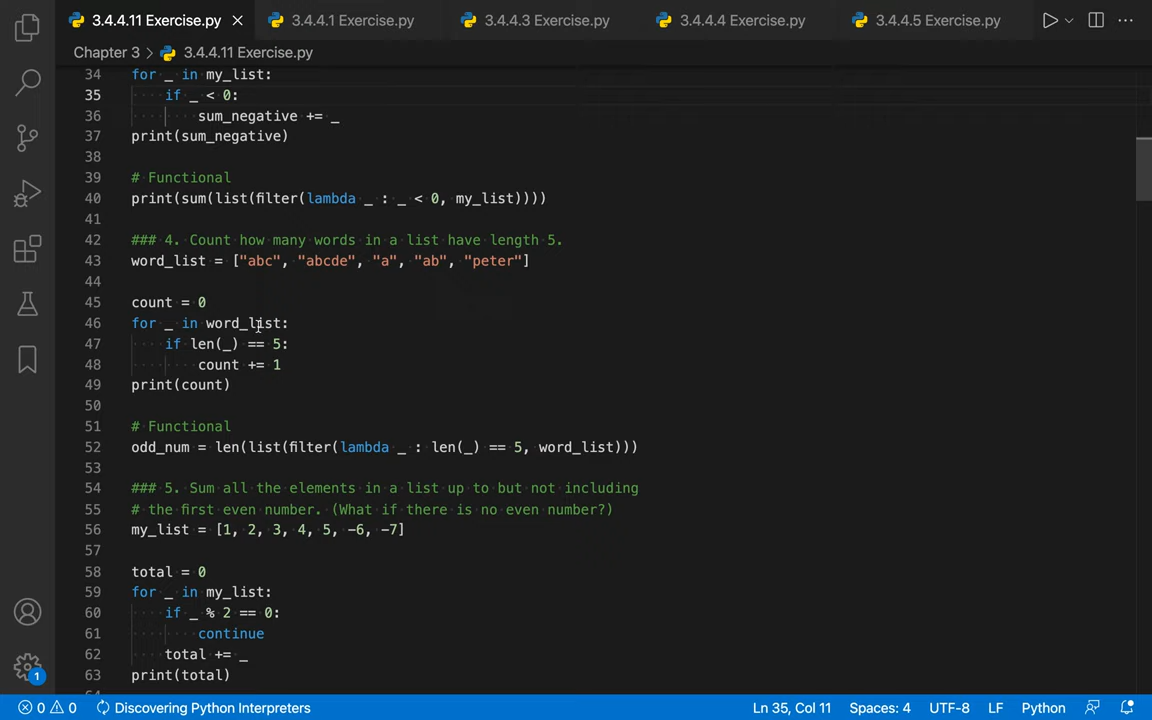 3.4.4.11 Exercise.py
3.4.4.1 Exercise.py
3.4.4.3 Exercise.py
3.4.4.4 Exercise.py
3.4.4.5 Exercise.py
Chapter 3 > 3.4.4.11 Exercise.py
34 for _ in my_list:
35 if _ < 0:
36 sum_negative += _
37 print(sum_negative)
38
39 # Functional
40 print(sum(list(filter(lambda _ : _ < 0, my_list))))
41
42 ### 4. Count how many words in a list have length 5.
43 word_list = ["abc", "abcde", "a", "ab", "peter"]
44
45 count = 0
46 for _ in word_list:
47 if len(_) == 5:
48 count += 1
49 print(count)
50
51 # Functional
52 odd_num = len(list(filter(lambda _ : len(_) == 5, word_list)))
53
54 ### 5. Sum all the elements in a list up to but not including
55 # the first even number. (What if there is no even number?)
56 my_list = [1, 2, 3, 4, 5, -6, -7]
57
58 total = 0
59 for _ in my_list:
60 if _ % 2 == 0:
61 continue
62 total += _
63 print(total)
1
0 0 Discovering Python Interpreters Ln 35, Col 11 Spaces: 4 UTF-8 LF Python